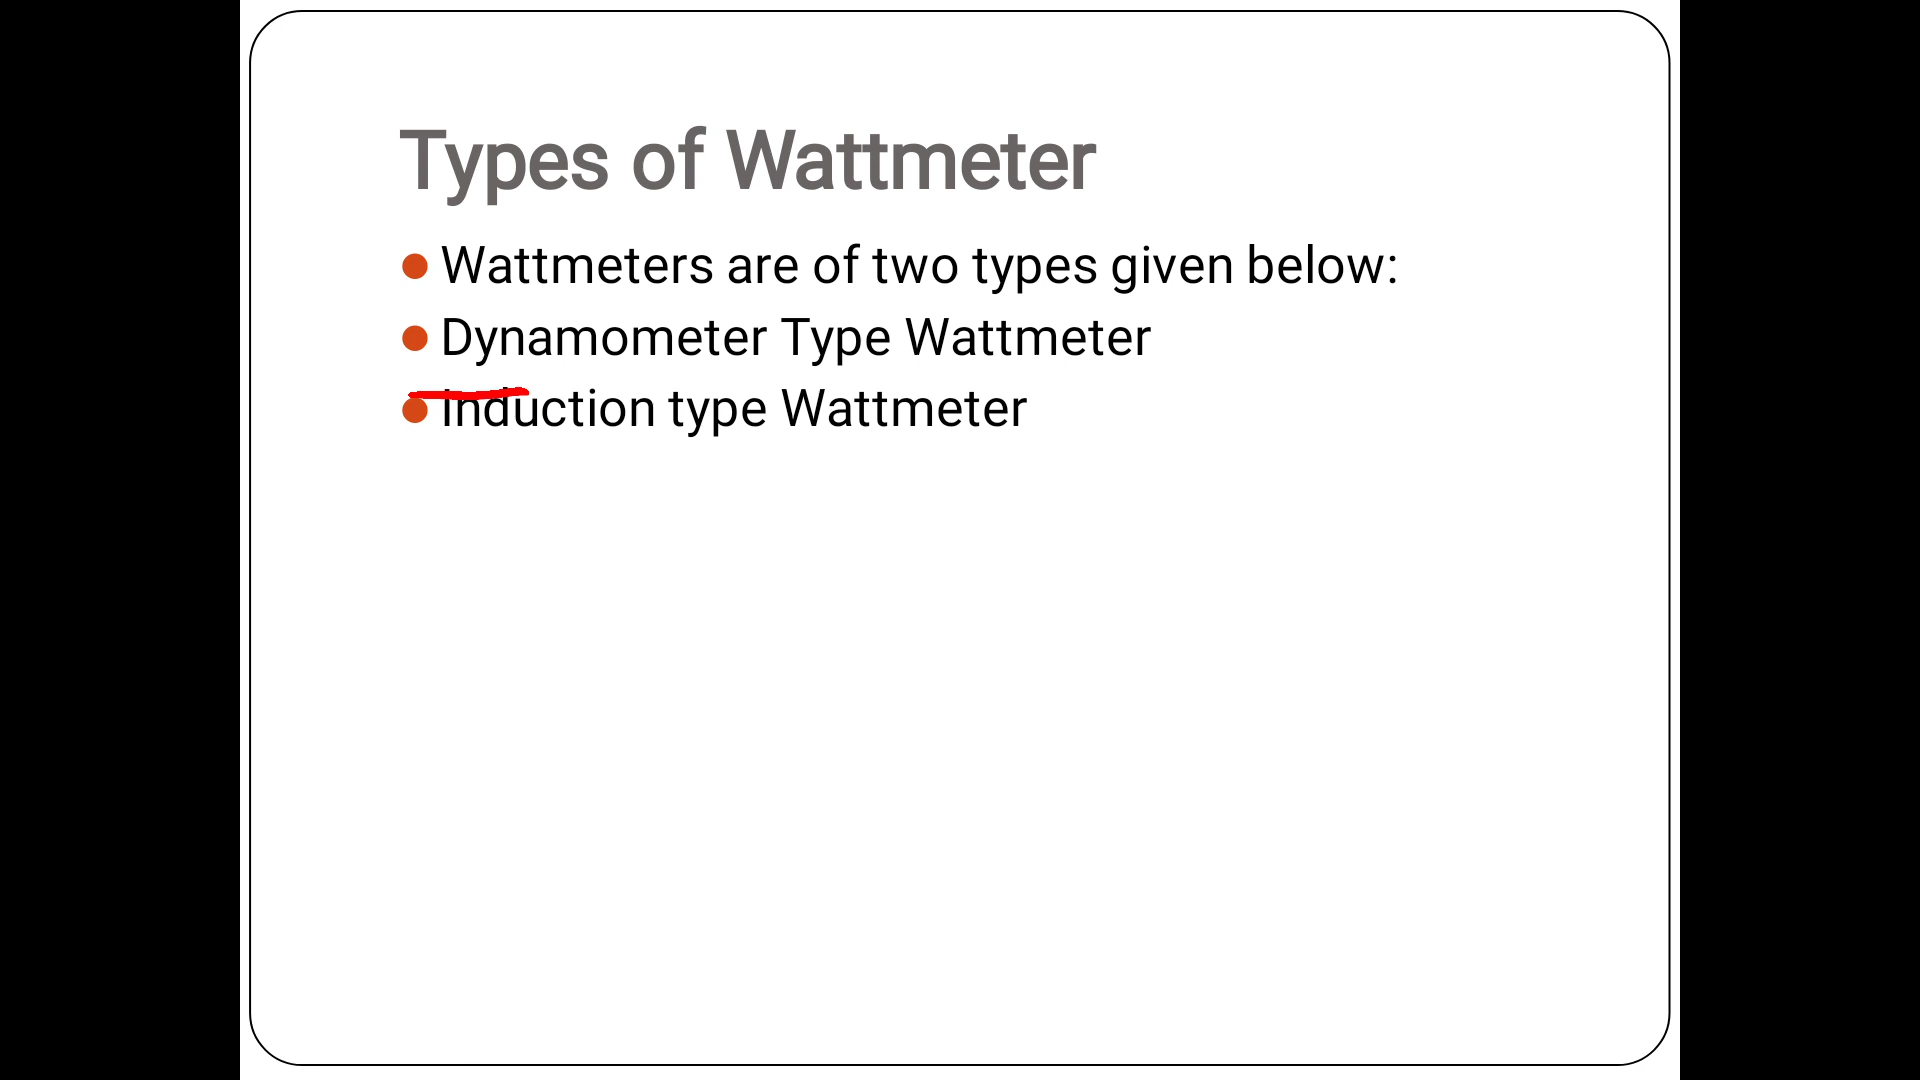 Types of Wattmeter
Wattmeters are of two types given below:
Dynamometer Type Wattmeter
Induction type Wattmeter